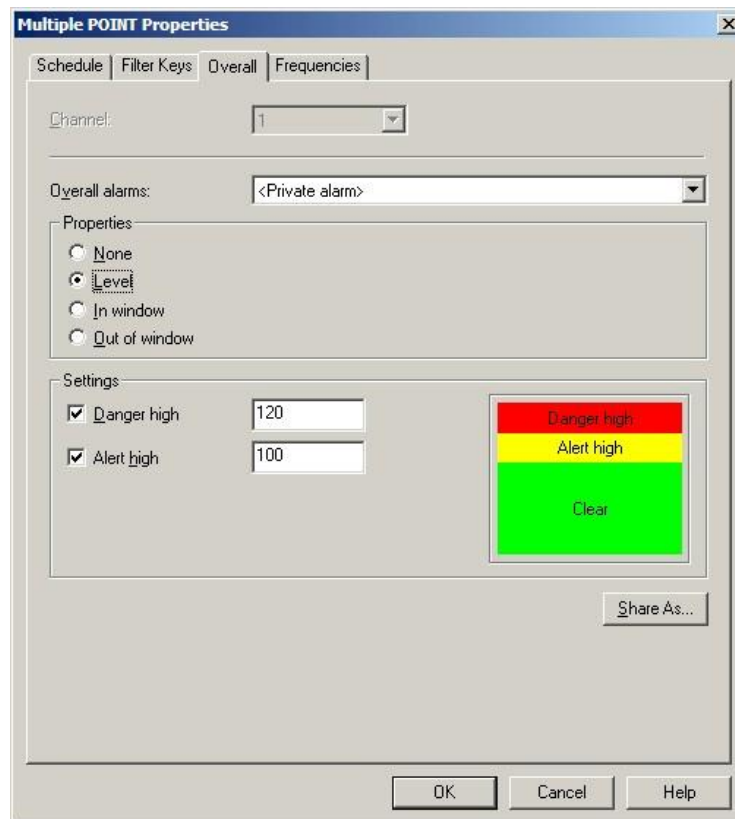 Multiple POINT Properties
Schedule Filter Keys Overall Frequencies
Channel: 1
Overall alarms: <Private alarm>
Properties
None
Level
In window
Out of window
Settings
Danger high 120
Alert high 100
Danger high
Alert high
Clear
Share As...
OK Cancel Help